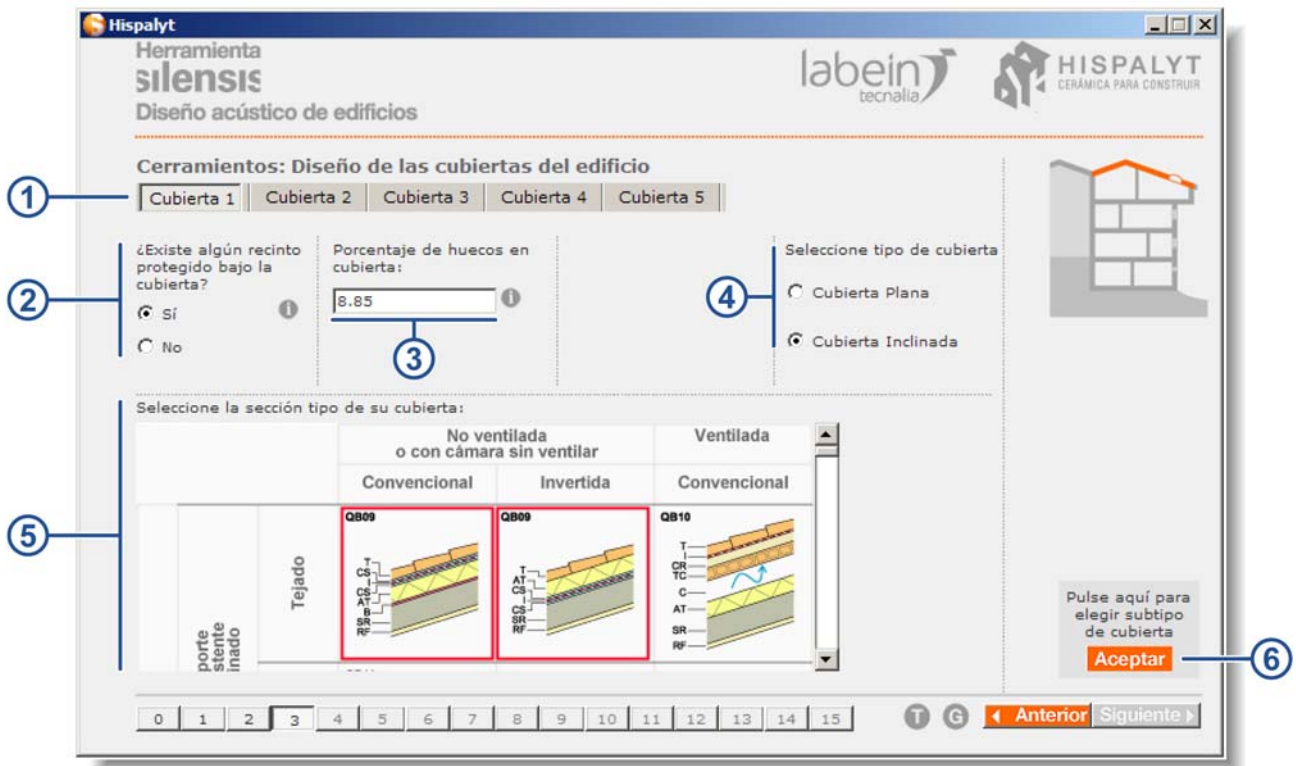 Hispalyt
Herramienta
silensis
Diseño acústico de edificios
labein
tecnalia
HISPALYT
CERÁMICA PARA CONSTRUIR
Cerramientos: Diseño de las cubiertas del edificio
1
Cubierta 1 Cubierta 2 Cubierta 3 Cubierta 4 Cubierta 5
2
¿Existe algún recinto
protegido bajo la
cubierta?
Sí
No
Porcentaje de huecos en
cubierta:
8.85
3
4
Seleccione tipo de cubierta
Cubierta Plana
Cubierta Inclinada
5
Seleccione la sección tipo de su cubierta:
No ventilada
o con cámara sin ventilar
Ventilada
Convencional Invertida Convencional
porte
stente
inado
Tejado
QB09
T
CS
I
CS
AT
B
SR
RF
QB09
T
AT
I
CS
SR
RF
QB10
T
I
CR
TC
C
AT
SR
RF
Pulse aquí para
elegir subtipo
de cubierta
Aceptar
6
0 1 2 3 4 5 6 7 8 9 10 11 12 13 14 15
T G Anterior Siguiente